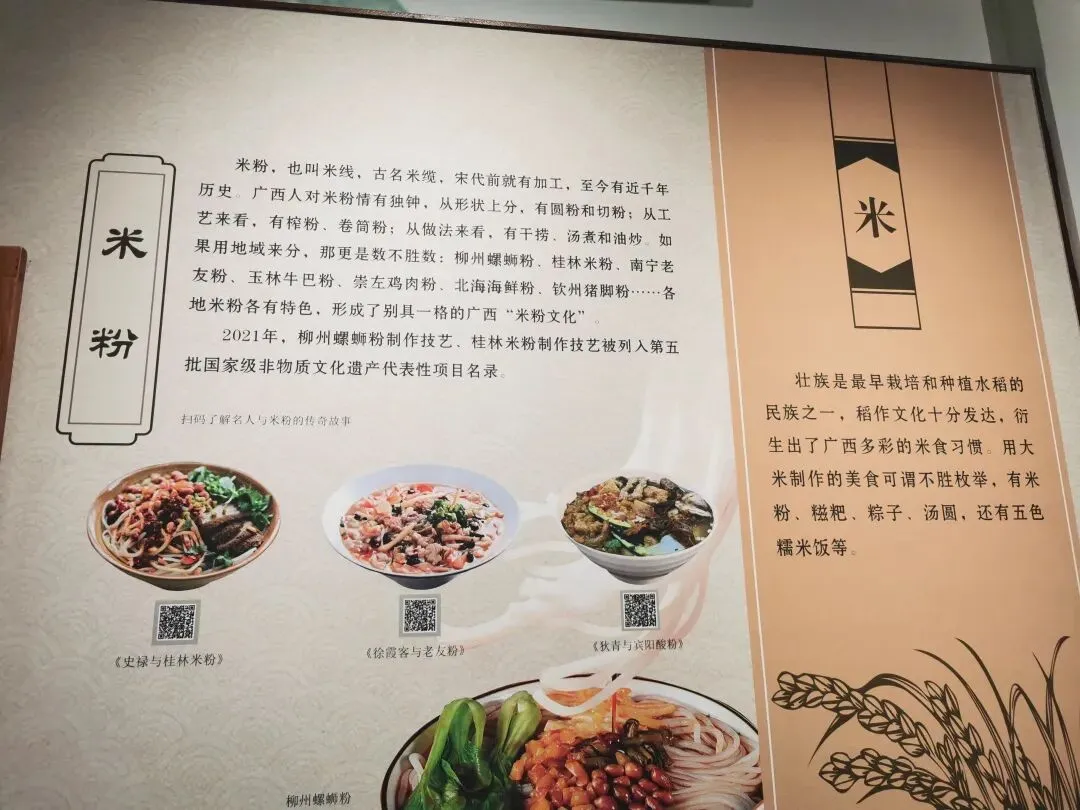 米粉
米粉，也叫米线，古名米缆，宋代前就有加工，至今有近千年
历史。广西人对米粉情有独钟，从形状上分，有圆粉和切粉；从工
艺来看，有榨粉、卷筒粉；从做法来看，有干捞、汤煮和油炒。如
果用地域来分，那更是数不胜数：柳州螺蛳粉、桂林米粉、南宁老
友粉、玉林牛巴粉、崇左鸡肉粉、北海海鲜粉、钦州猪脚粉……各
地米粉各有特色，形成了别具一格的广西“米粉文化”。
2021年，柳州螺蛳粉制作技艺、桂林米粉制作技艺被列入第五
批国家级非物质文化遗产代表性项目名录。
扫码了解名人与米粉的传奇故事
《史禄与桂林米粉》
《徐霞客与老友粉》
《狄青与宾阳酸粉》
柳州螺蛳粉
米
壮族是最早栽培和种植水稻的
民族之一，稻作文化十分发达，衍
生出了广西多彩的米食习惯。用大
米制作的美食可谓不胜枚举，有米
粉、糍粑、粽子、汤圆，还有五色
糯米饭等。